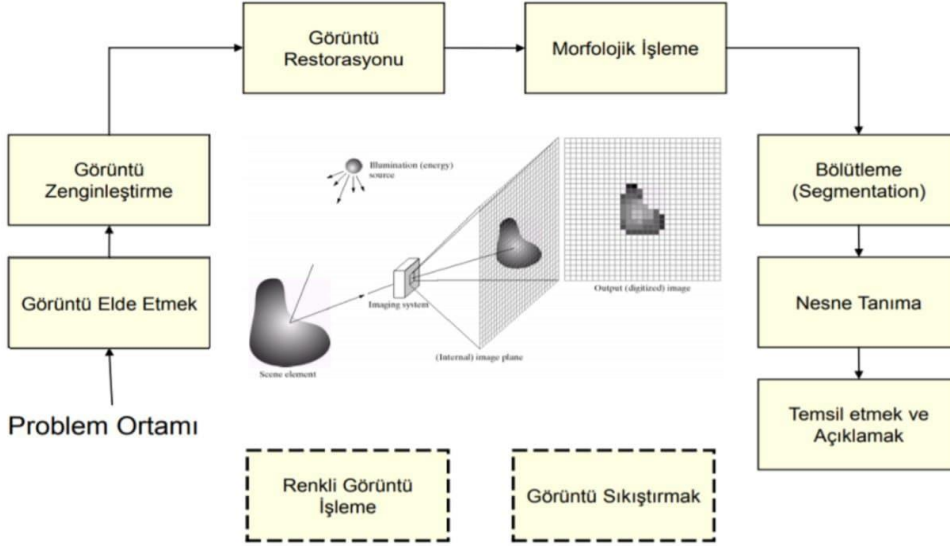 Görüntü
Restorasyonu
Morfolojik İşleme
Görüntü
Zenginleştirme
Illumination (energy)
source
Bölütleme
(Segmentation)
Görüntü Elde Etmek
Imaging system
Output (digitized) image
Nesne Tanıma
(Internal) image plane
Scene element
Problem Ortamı
Temsil etmek ve
Açıklamak
Renkli Görüntü
İşleme
Görüntü Sıkıştırmak